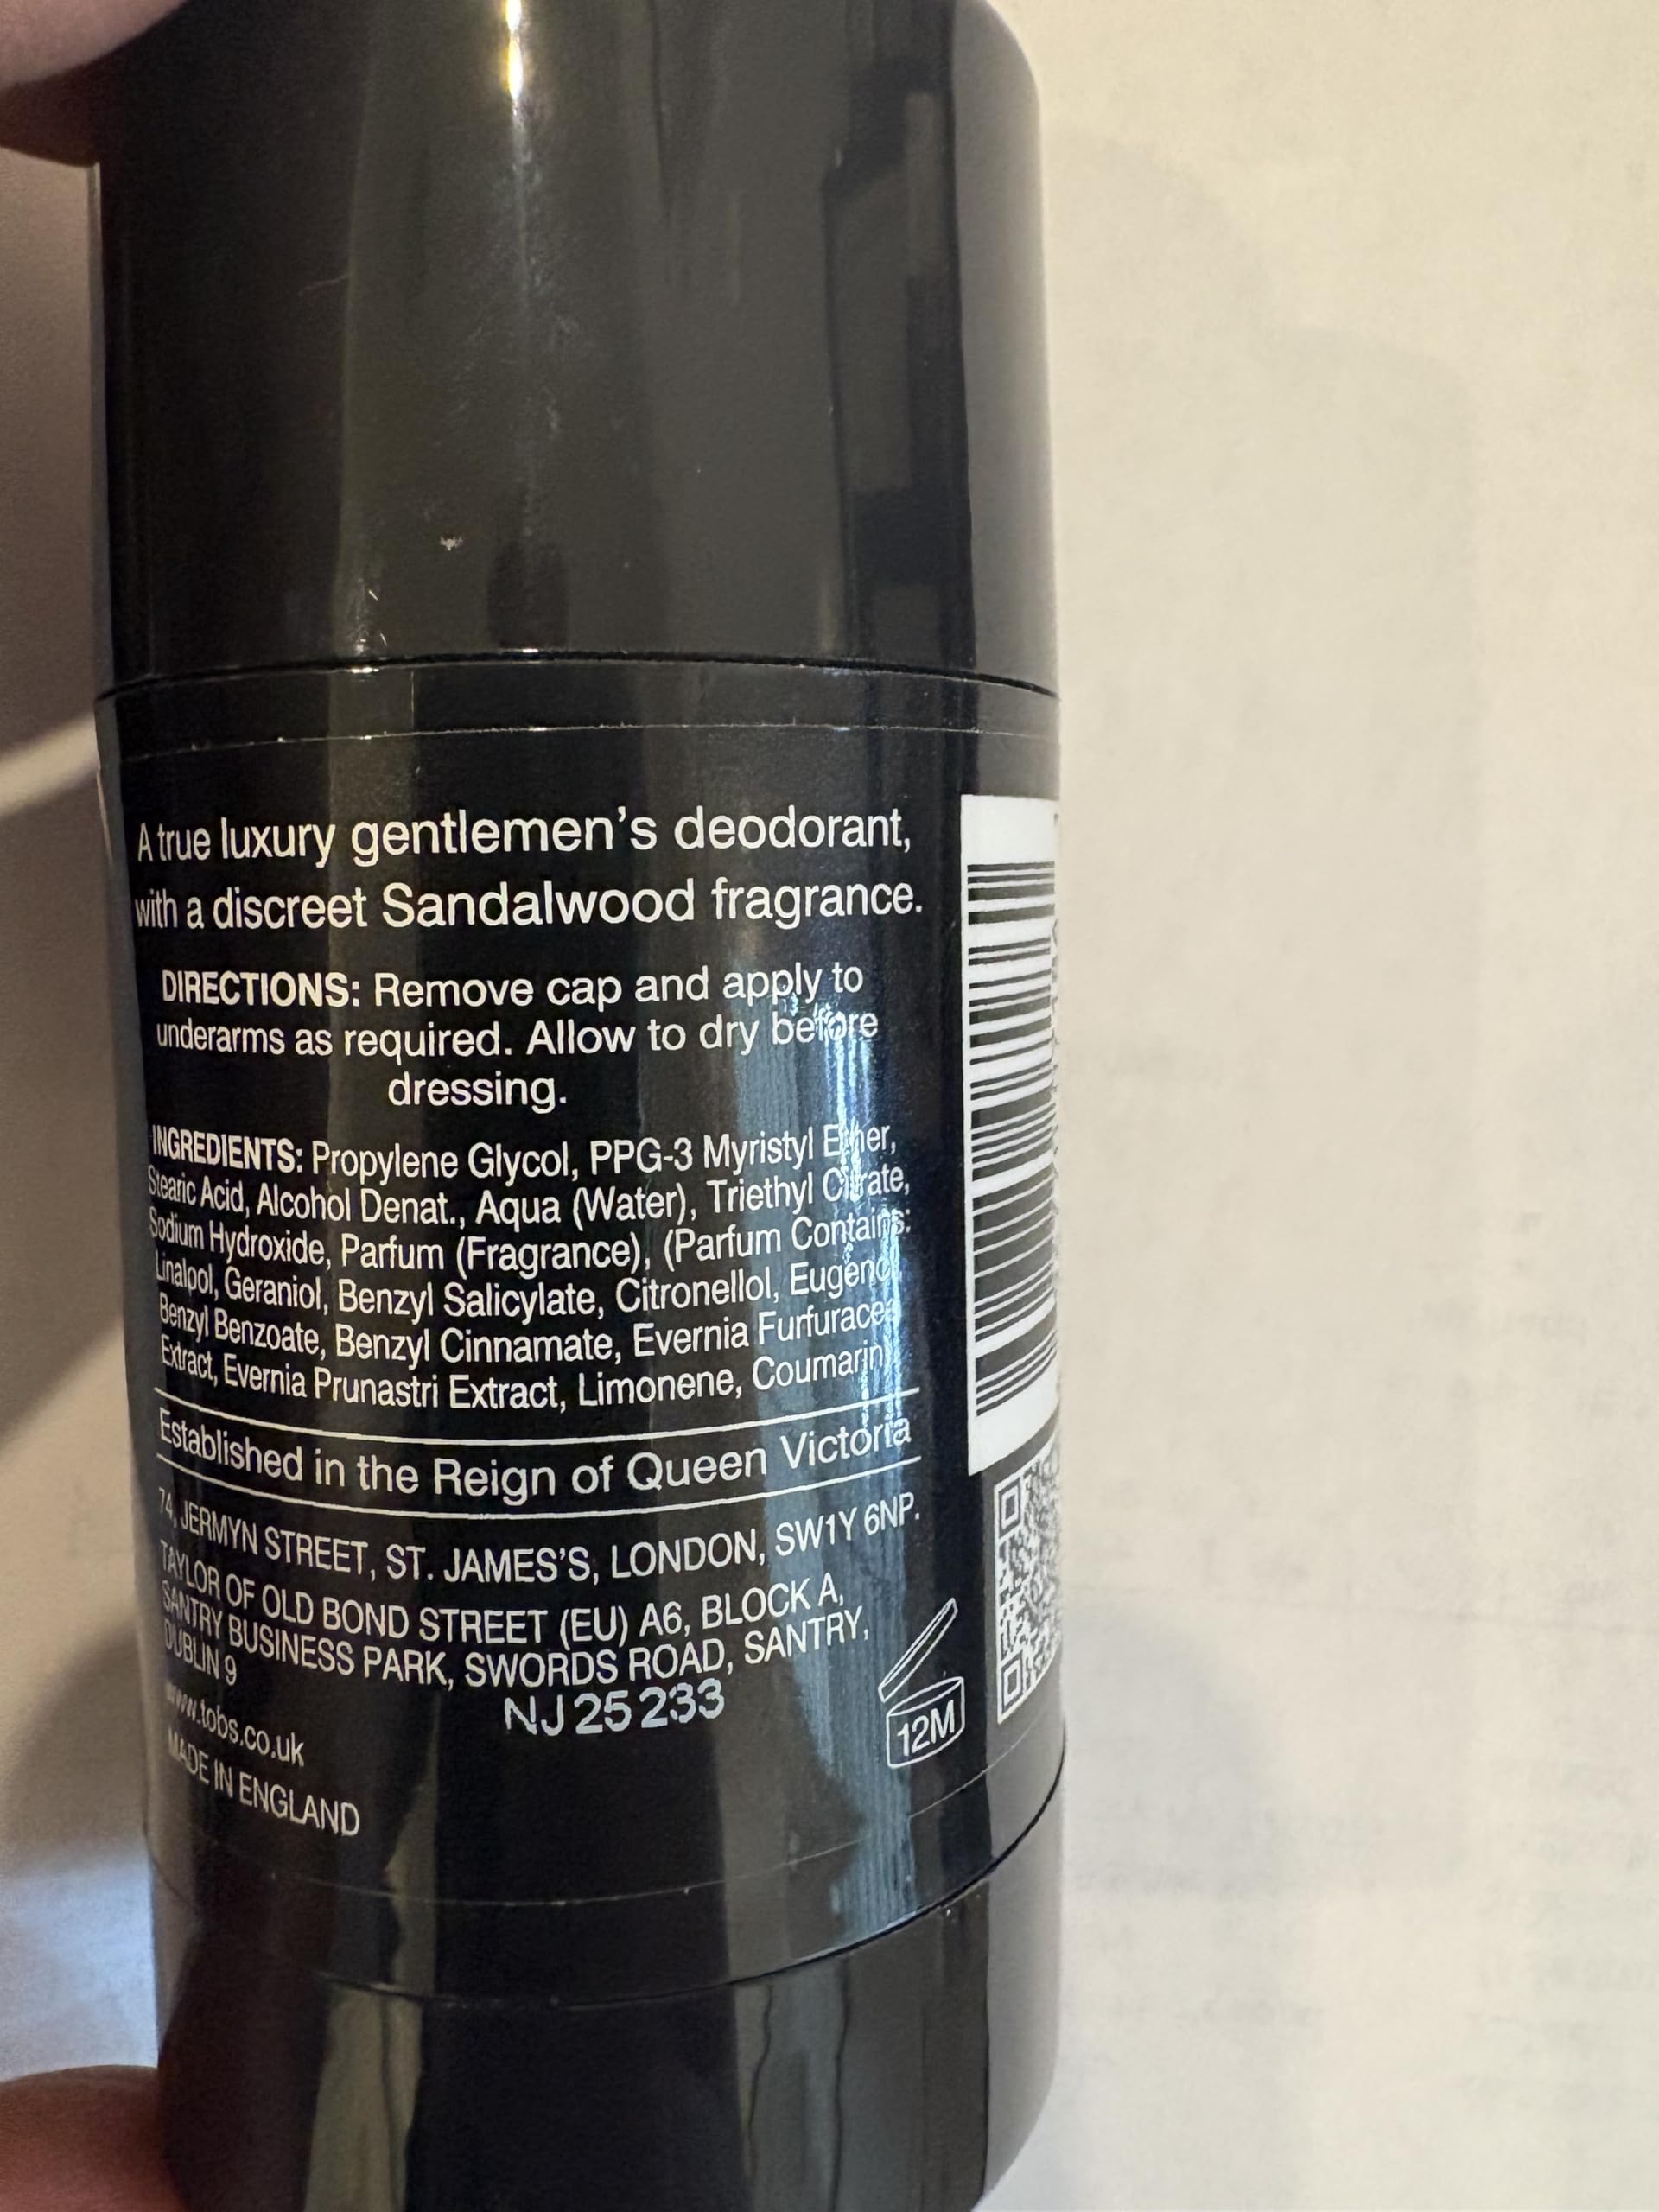 A true luxury gentlemen's deodorant,
with a discreet Sandalwood fragrance.
DIRECTIONS: Remove cap and apply to
underarms as required. Allow to dry before
dressing.
INGREDIENTS: Propylene Glycol, PPG-3 Myristyl Ether,
Stearic Acid, Alcohol Denat., Aqua (Water), Triethyl Citrate,
Sodium Hydroxide, Parfum (Fragrance), (Parfum Contains:
Linalool, Geraniol, Benzyl Salicylate, Citronellol, Eugenol,
Benzyl Benzoate, Benzyl Cinnamate, Evernia Furfuracea
Extract, Evernia Prunastri Extract, Limonene, Coumarin)
Established in the Reign of Queen Victoria
74, JERMYN STREET, ST. JAMES'S, LONDON, SW1Y 6NP.
TAYLOR OF OLD BOND STREET (EU) A6, BLOCK A,
SANTRY BUSINESS PARK, SWORDS ROAD, SANTRY,
DUBLIN 9
NJ25233
www.tobs.co.uk
12M
MADE IN ENGLAND